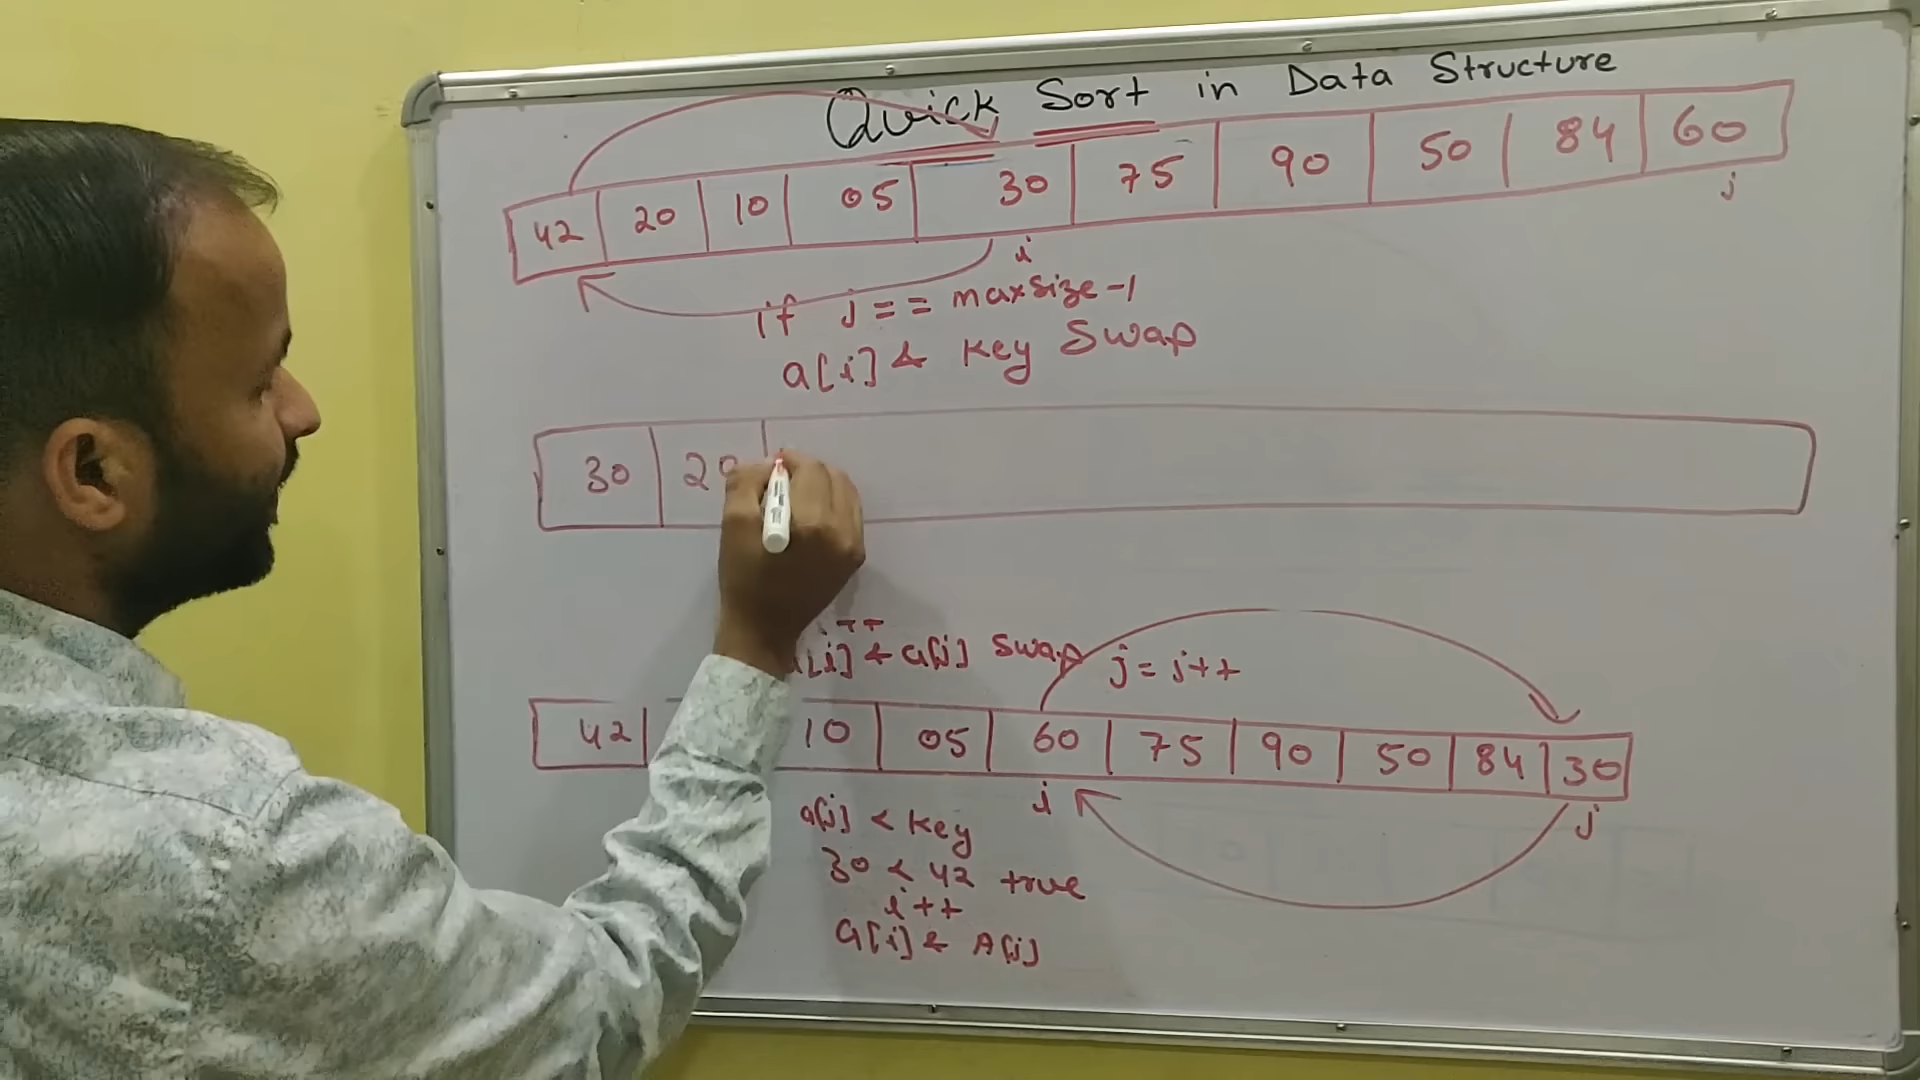 Quick Sort in Data Structure
42 20 10 05 30 75 90 50 84 60
i j
if j == maxsize-1
a[i] & key Swap
30 20
++
[i] & a[j] Swap j = j++
42 10 05 60 75 90 50 84 30
i j
a[j] < key
30 < 42 true
i++
a[i] & A[j]